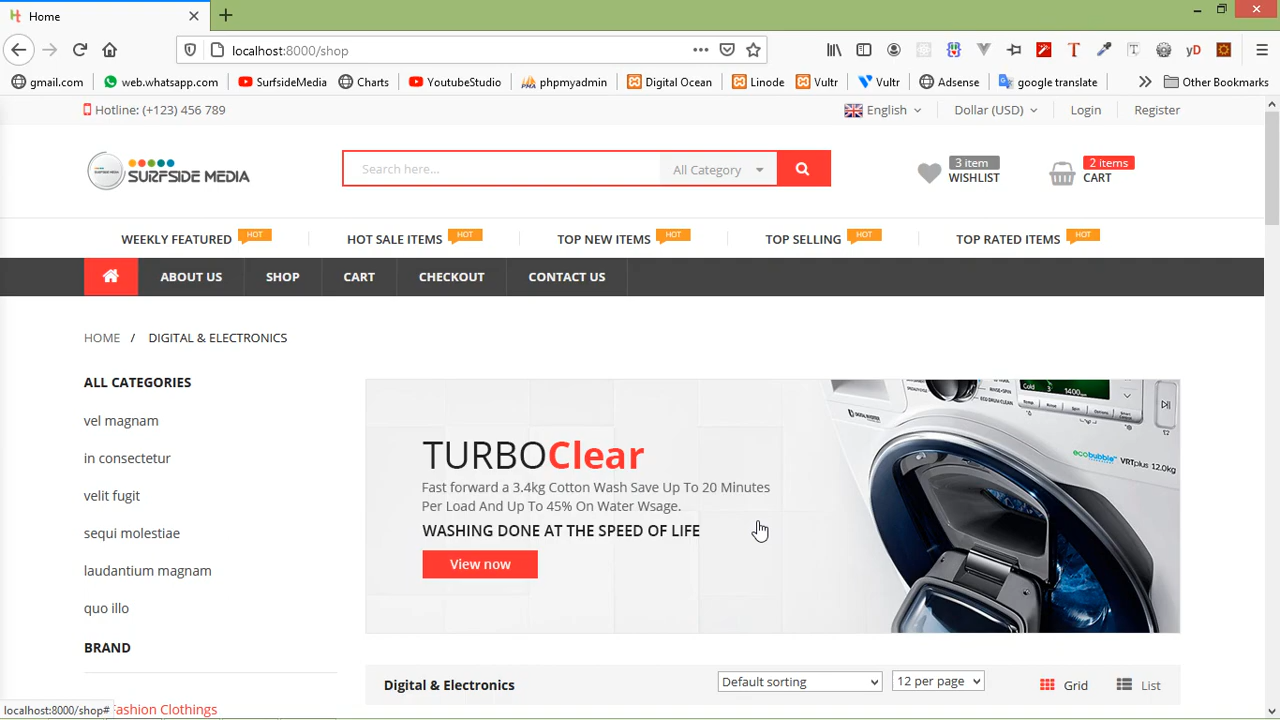 Home
localhost:8000/shop
gmail.com web.whatsapp.com SurfsideMedia Charts YoutubeStudio phpmyadmin Digital Ocean Linode Vultr Vultr Adsense google translate Other Bookmarks
Hotline: (+123) 456 789 English Dollar (USD) Login Register
SURFSIDE MEDIA
Search here... All Category
3 item
WISHLIST
2 items
CART
WEEKLY FEATURED HOT HOT SALE ITEMS HOT TOP NEW ITEMS HOT TOP SELLING HOT TOP RATED ITEMS HOT
ABOUT US SHOP CART CHECKOUT CONTACT US
HOME / DIGITAL & ELECTRONICS
ALL CATEGORIES
vel magnam
in consectetur
velit fugit
sequi molestiae
laudantium magnam
quo illo
BRAND
Fashion Clothings
TURBOClear
Fast forward a 3.4kg Cotton Wash Save Up To 20 Minutes
Per Load And Up To 45% On Water Wsage.
WASHING DONE AT THE SPEED OF LIFE
View now
ecobubble VRTplus 12.0kg
Digital & Electronics Default sorting 12 per page Grid List
localhost:8000/shop#